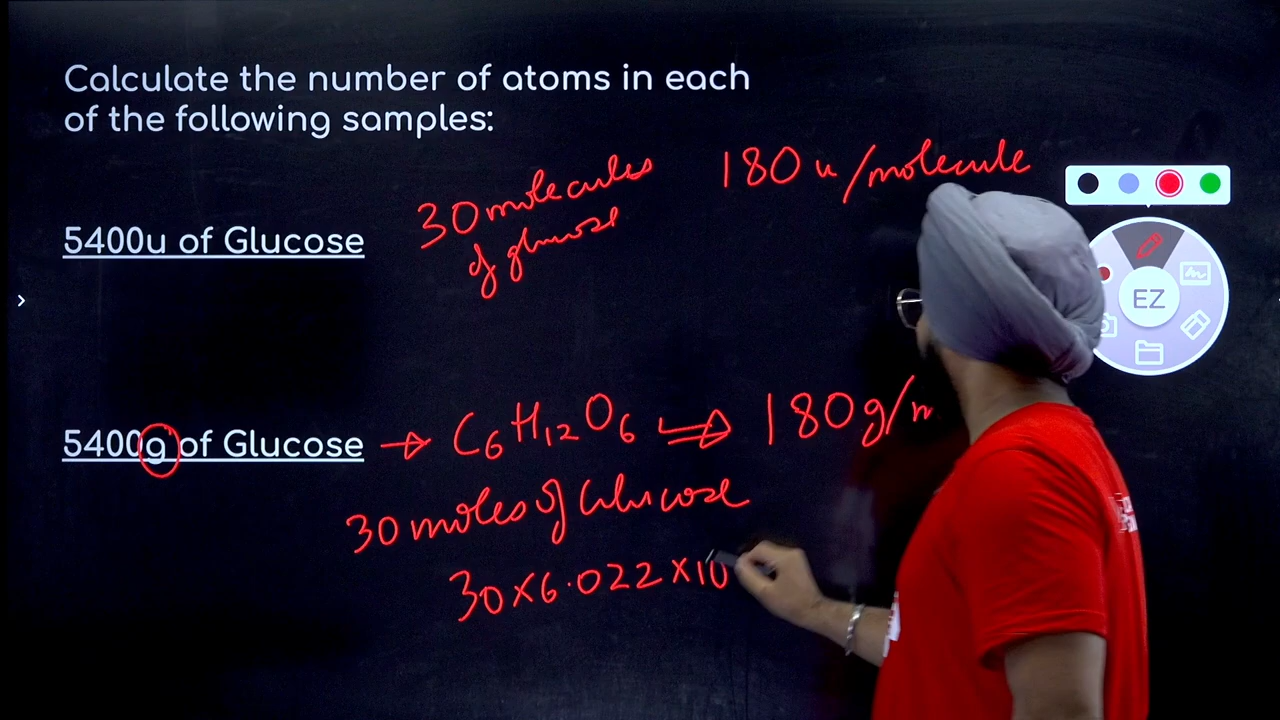 Calculate the number of atoms in each
of the following samples:
30 molecules
of glucose
180 u/molecule
5400u of Glucose
EZ
5400g of Glucose → C6H12O6 ⇒ 180g/m
30 moles of Glucose
30×6.022×10